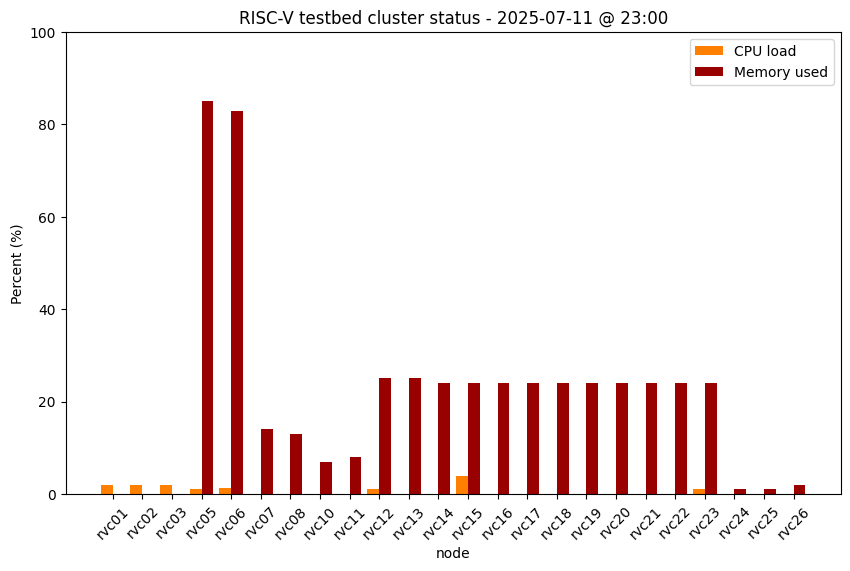 RISC-V testbed cluster status - 2025-07-11 @ 23:00
CPU load
Memory used
Percent (%)
100
80
60
40
20
0
rvc01 rvc02 rvc03 rvc05 rvc06 rvc07 rvc08 rvc10 rvc11 rvc12 rvc13 rvc14 rvc15 rvc16 rvc17 rvc18 rvc19 rvc20 rvc21 rvc22 rvc23 rvc24 rvc25 rvc26
node